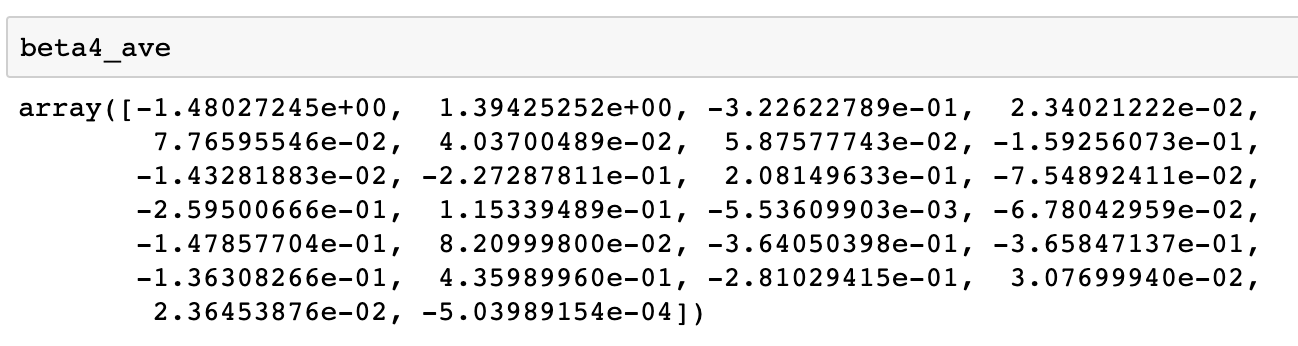 beta4_ave
array([-1.48027245e+00,  1.39425252e+00, -3.22622789e-01,  2.34021222e-02,
        7.76595546e-02,  4.03700489e-02,  5.87577743e-02, -1.59256073e-01,
       -1.43281883e-02, -2.27287811e-01,  2.08149633e-01, -7.54892411e-02,
       -2.59500666e-01,  1.15339489e-01, -5.53609903e-03, -6.78042959e-02,
       -1.47857704e-01,  8.20999800e-02, -3.64050398e-01, -3.65847137e-01,
       -1.36308266e-01,  4.35989960e-01, -2.81029415e-01,  3.07699940e-02,
        2.36453876e-02, -5.03989154e-04])